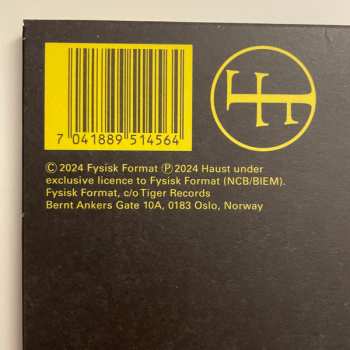 7 041889 514564
© 2024 Fysisk Format ℗ 2024 Haust under
exclusive licence to Fysisk Format (NCB/BIEM).
Fysisk Format, c/o Tiger Records
Bernt Ankers Gate 10A, 0183 Oslo, Norway